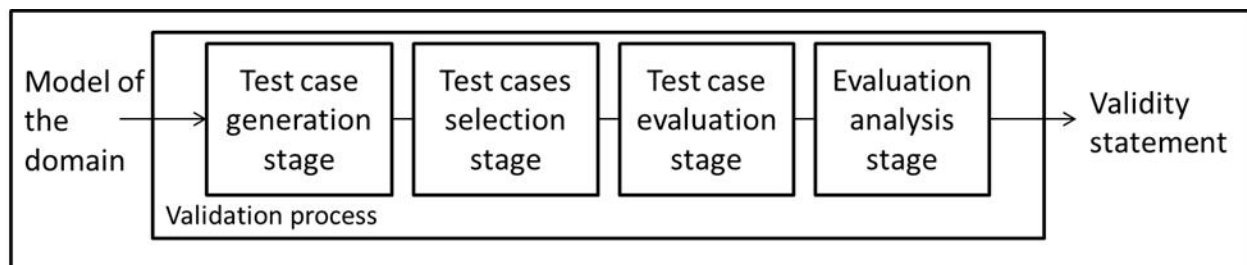 Model of
the
domain
Test case
generation
stage
Test cases
selection
stage
Test case
evaluation
stage
Evaluation
analysis
stage
Validity
statement
Validation process